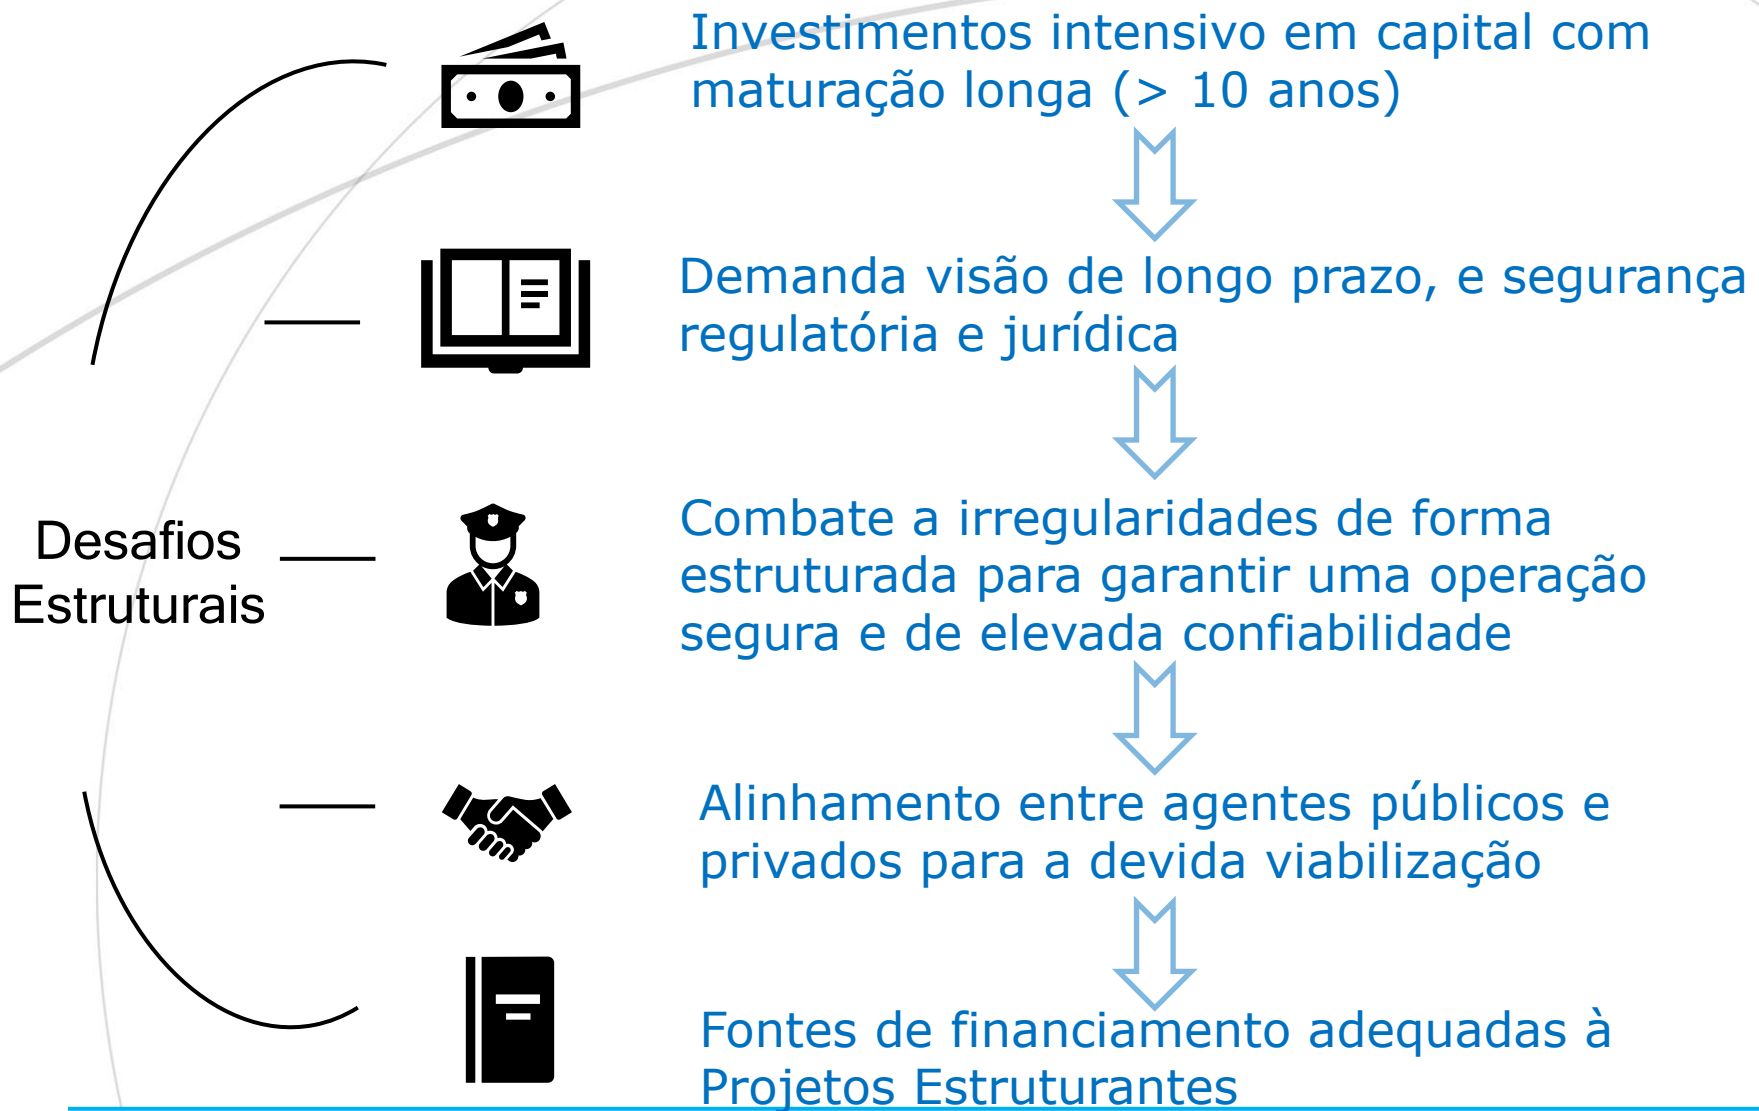 Investimentos intensivo em capital com
maturação longa (> 10 anos)
Demanda visão de longo prazo, e segurança
regulatória e jurídica
Desafios
Estruturais
Combate a irregularidades de forma
estruturada para garantir uma operação
segura e de elevada confiabilidade
Alinhamento entre agentes públicos e
privados para a devida viabilização
Fontes de financiamento adequadas à
Projetos Estruturantes